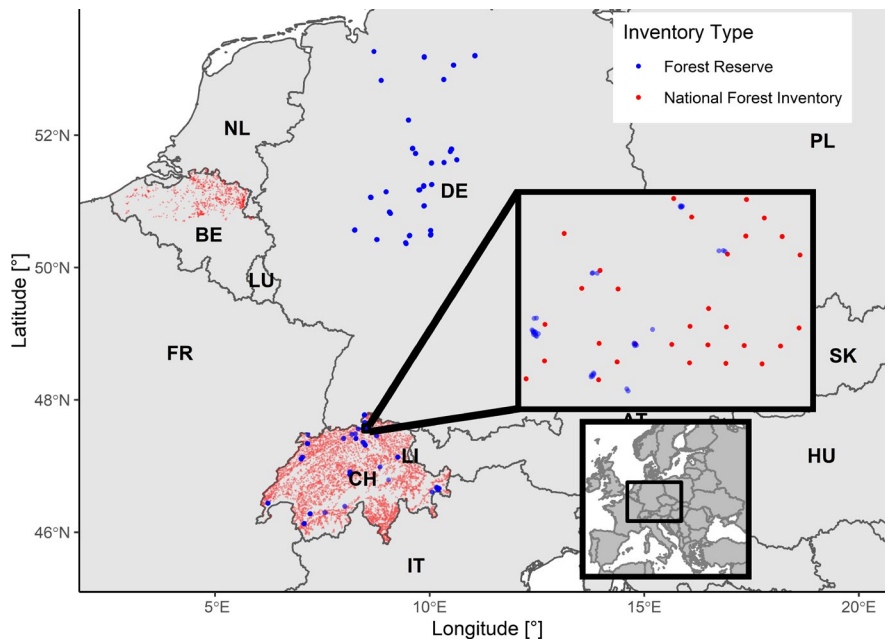 Inventory Type
Forest Reserve
National Forest Inventory
52°N
50°N
48°N
46°N
Latitude [°]
NL
BE
LU
FR
DE
PL
SK
HU
LI
CH
IT
5°E
10°E
15°E
20°E
Longitude [°]